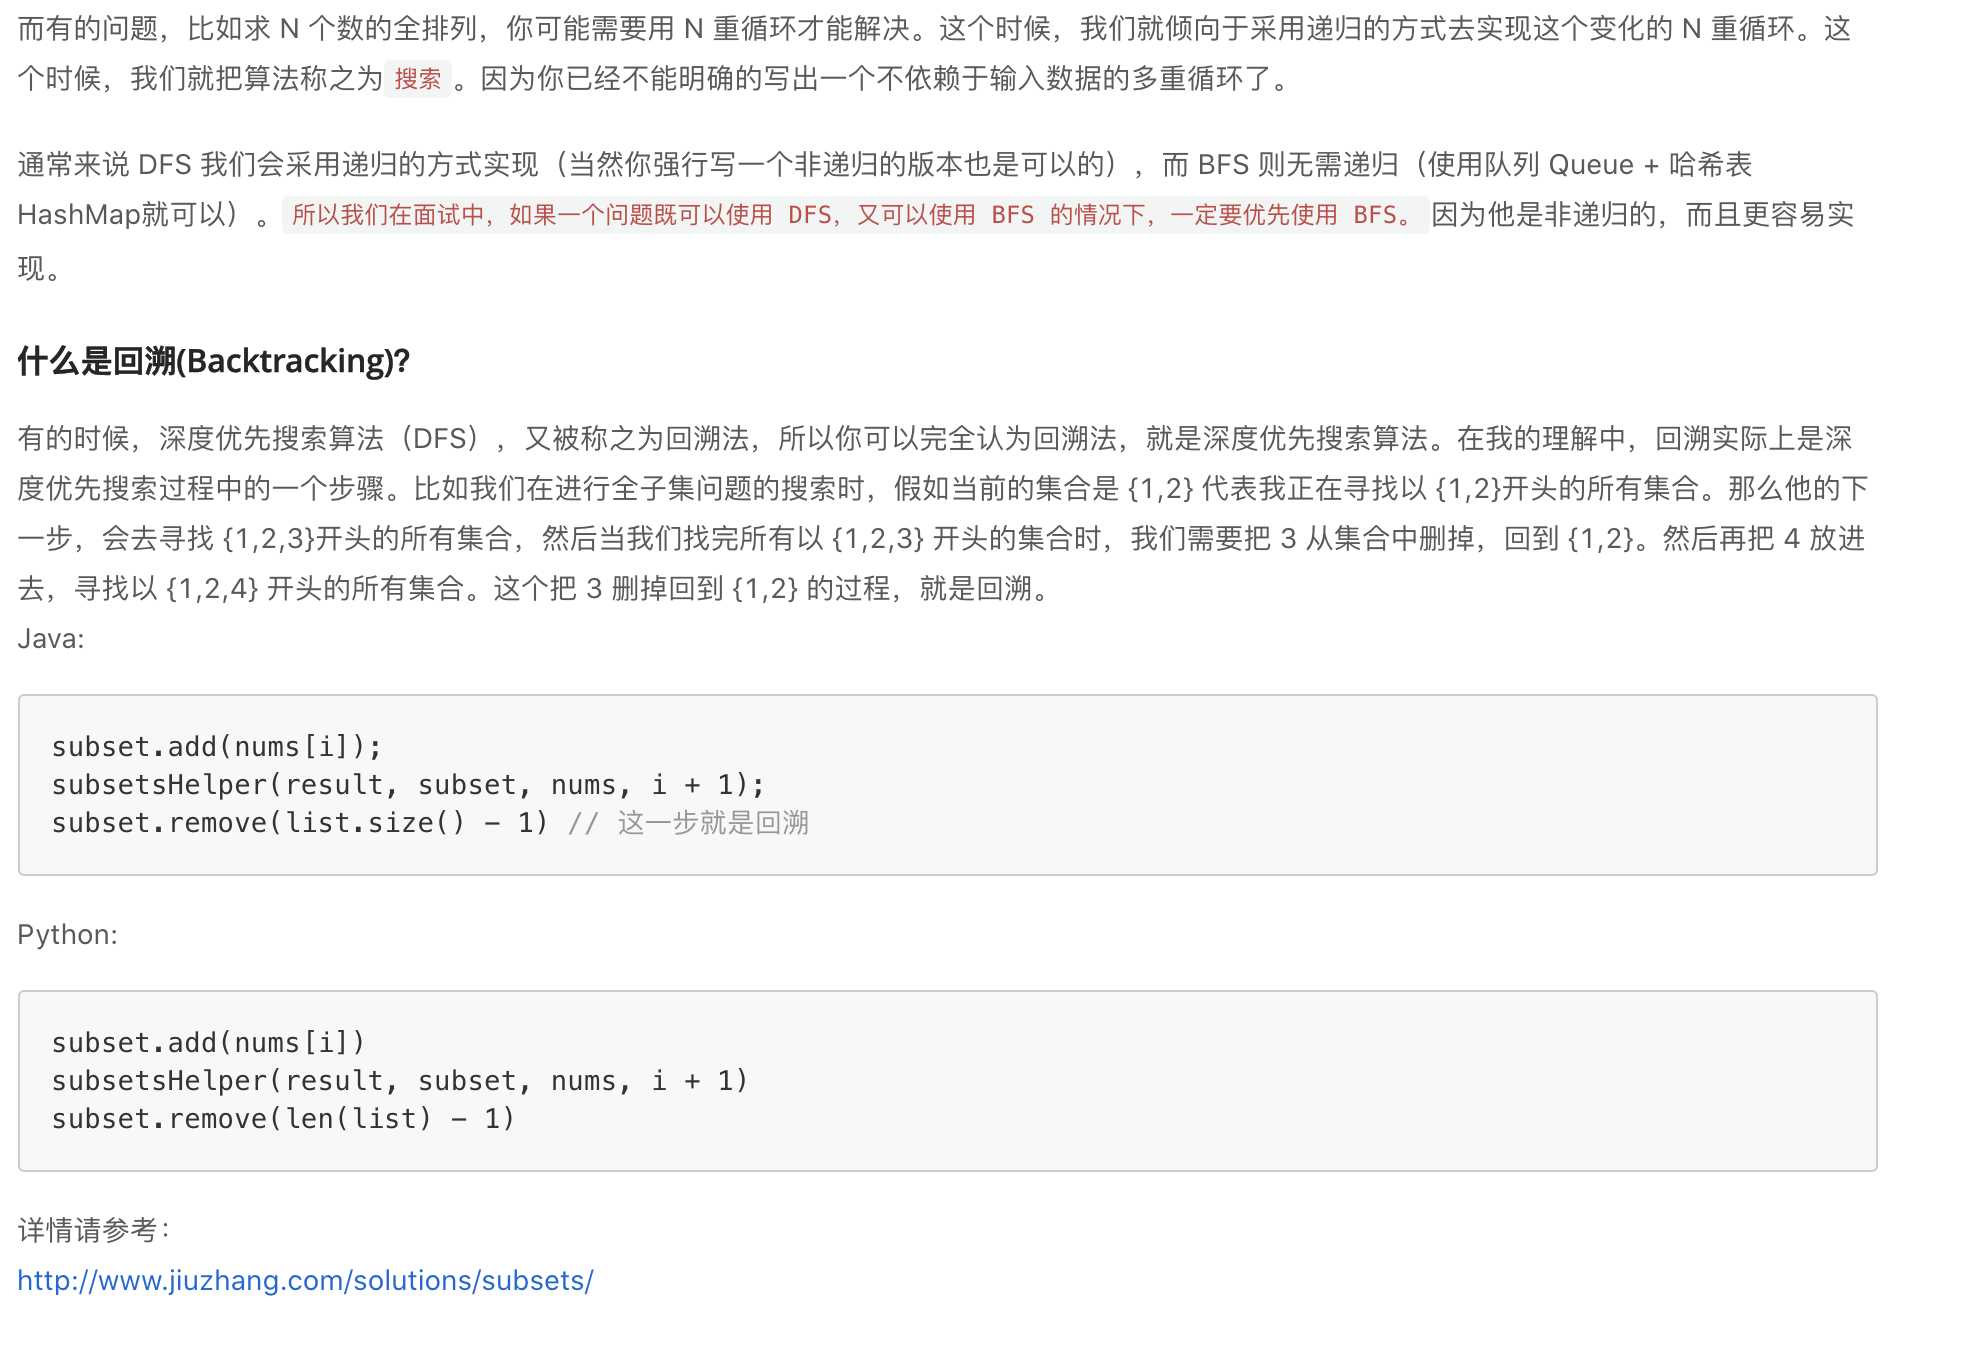 而有的问题，比如求 N 个数的全排列，你可能需要用 N 重循环才能解决。这个时候，我们就倾向于采用递归的方式去实现这个变化的 N 重循环。这
个时候，我们就把算法称之为 搜索 。因为你已经不能明确的写出一个不依赖于输入数据的多重循环了。
通常来说 DFS 我们会采用递归的方式实现（当然你强行写一个非递归的版本也是可以的），而 BFS 则无需递归（使用队列 Queue + 哈希表
HashMap就可以）。 所以我们在面试中，如果一个问题既可以使用 DFS，又可以使用 BFS 的情况下，一定要优先使用 BFS。 因为他是非递归的，而且更容易实
现。
什么是回溯(Backtracking)?
有的时候，深度优先搜索算法（DFS），又被称之为回溯法，所以你可以完全认为回溯法，就是深度优先搜索算法。在我的理解中，回溯实际上是深
度优先搜索过程中的一个步骤。比如我们在进行全子集问题的搜索时，假如当前的集合是 {1,2} 代表我正在寻找以 {1,2}开头的所有集合。那么他的下
一步，会去寻找 {1,2,3}开头的所有集合，然后当我们找完所有以 {1,2,3} 开头的集合时，我们需要把 3 从集合中删掉，回到 {1,2}。然后再把 4 放进
去，寻找以 {1,2,4} 开头的所有集合。这个把 3 删掉回到 {1,2} 的过程，就是回溯。
Java:
subset.add(nums[i]);
subsetsHelper(result, subset, nums, i + 1);
subset.remove(list.size() - 1) // 这一步就是回溯
Python:
subset.add(nums[i])
subsetsHelper(result, subset, nums, i + 1)
subset.remove(len(list) - 1)
详情请参考：
http://www.jiuzhang.com/solutions/subsets/